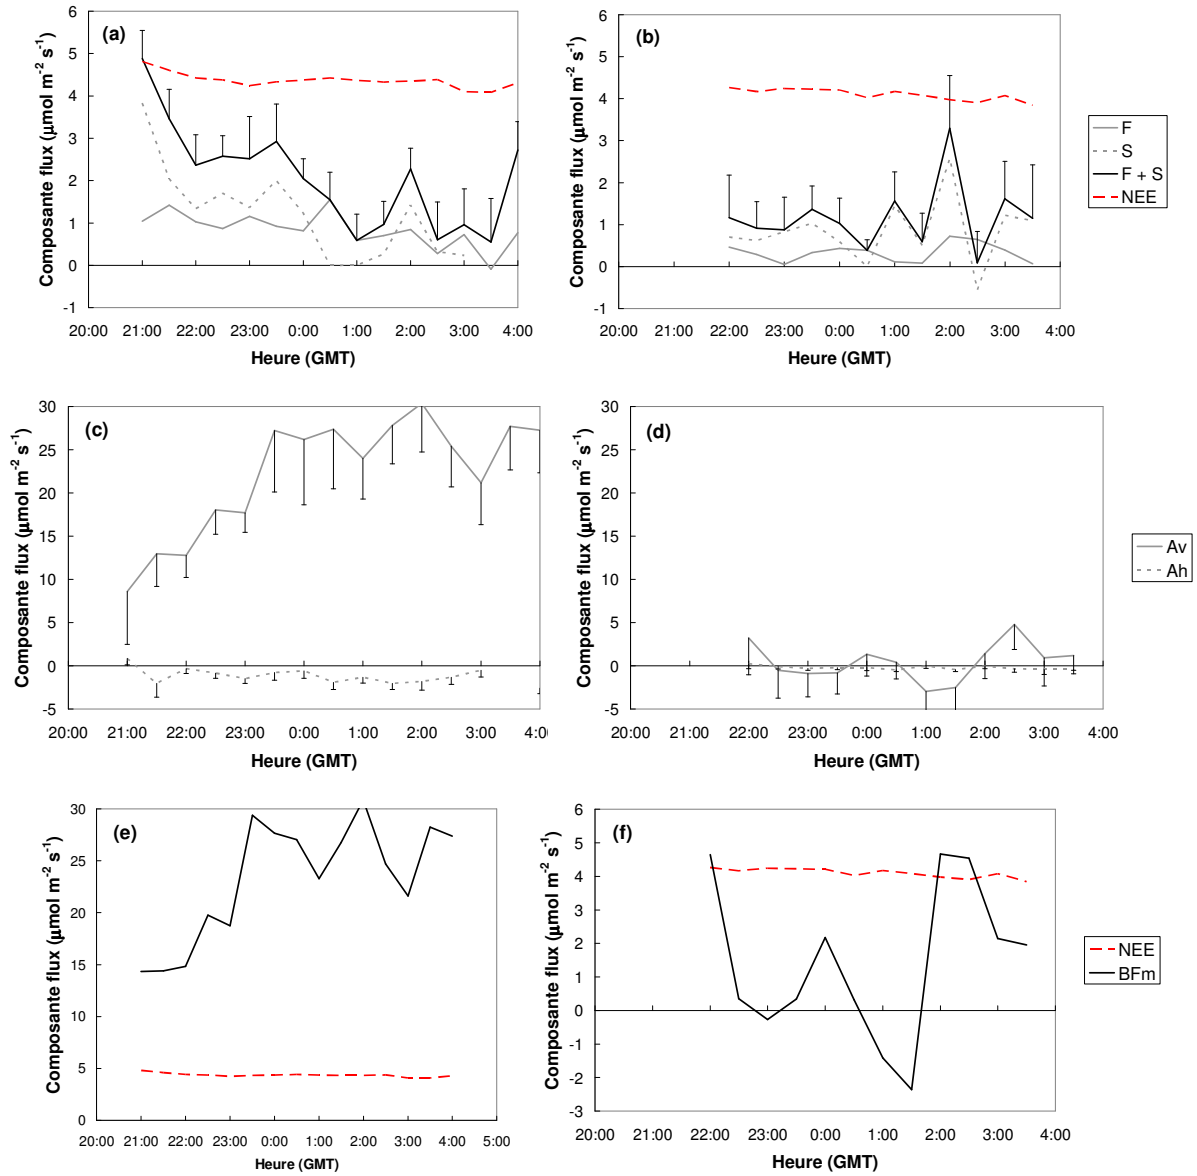 (a)
Composante flux (µmol m⁻² s⁻¹)
6
5
4
3
2
1
0
-1
20:00 21:00 22:00 23:00 0:00 1:00 2:00 3:00 4:00
Heure (GMT)
(b)
Composante flux (µmol m⁻² s⁻¹)
6
5
4
3
2
1
0
-1
20:00 21:00 22:00 23:00 0:00 1:00 2:00 3:00 4:00
Heure (GMT)
F
S
F + S
NEE
(c)
Composante flux (µmol m⁻² s⁻¹)
30
25
20
15
10
5
0
-5
20:00 21:00 22:00 23:00 0:00 1:00 2:00 3:00 4:00
Heure (GMT)
(d)
Composante flux (µmol m⁻² s⁻¹)
30
25
20
15
10
5
0
-5
20:00 21:00 22:00 23:00 0:00 1:00 2:00 3:00 4:00
Heure (GMT)
Av
Ah
(e)
Composante flux (µmol m⁻² s⁻¹)
30
25
20
15
10
5
0
20:00 21:00 22:00 23:00 0:00 1:00 2:00 3:00 4:00 5:00
Heure (GMT)
(f)
Composante flux (µmol m⁻² s⁻¹)
6
5
4
3
2
1
0
-1
-2
-3
20:00 21:00 22:00 23:00 0:00 1:00 2:00 3:00 4:00
Heure (GMT)
NEE
BFm